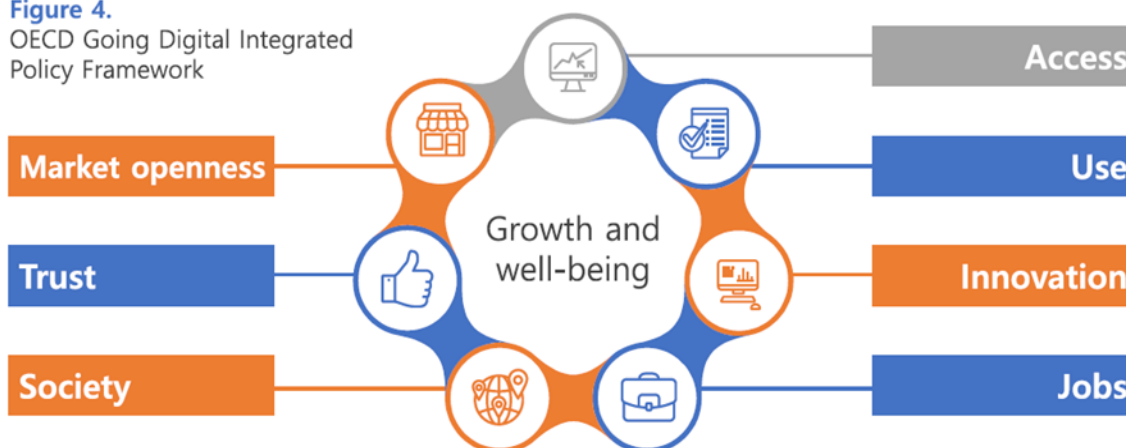 Figure 4.
OECD Going Digital Integrated
Policy Framework
Access
Market openness
Use
Growth and
well-being
Trust
Innovation
Society
Jobs